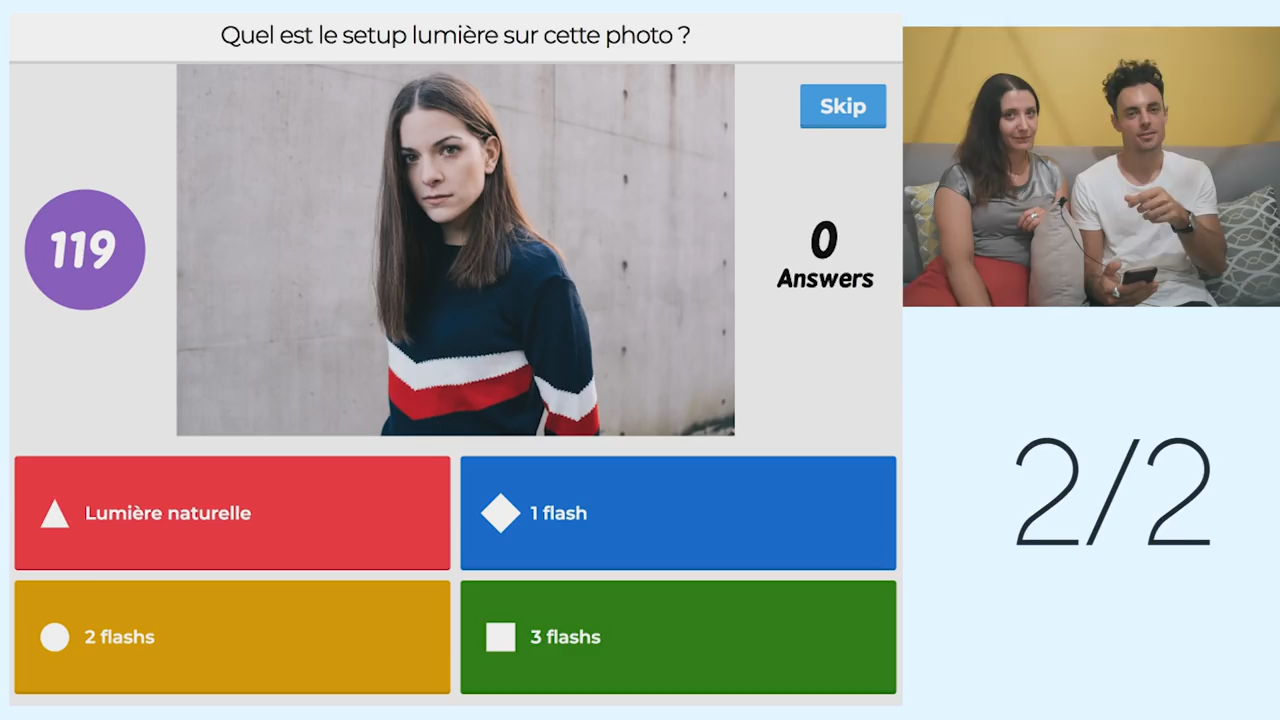 Quel est le setup lumière sur cette photo ?
Skip
119
0
Answers
Lumière naturelle
1 flash
2 flashs
3 flashs
2/2